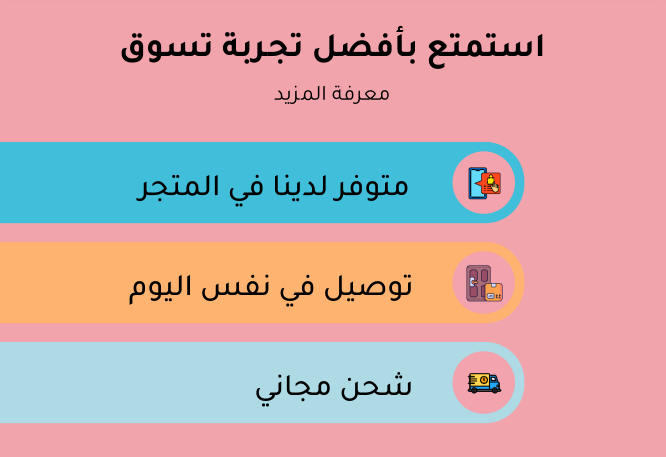 استمتع بأفضل تجربة تسوق
معرفة المزيد
متوفر لدينا في المتجر
توصيل في نفس اليوم
شحن مجاني